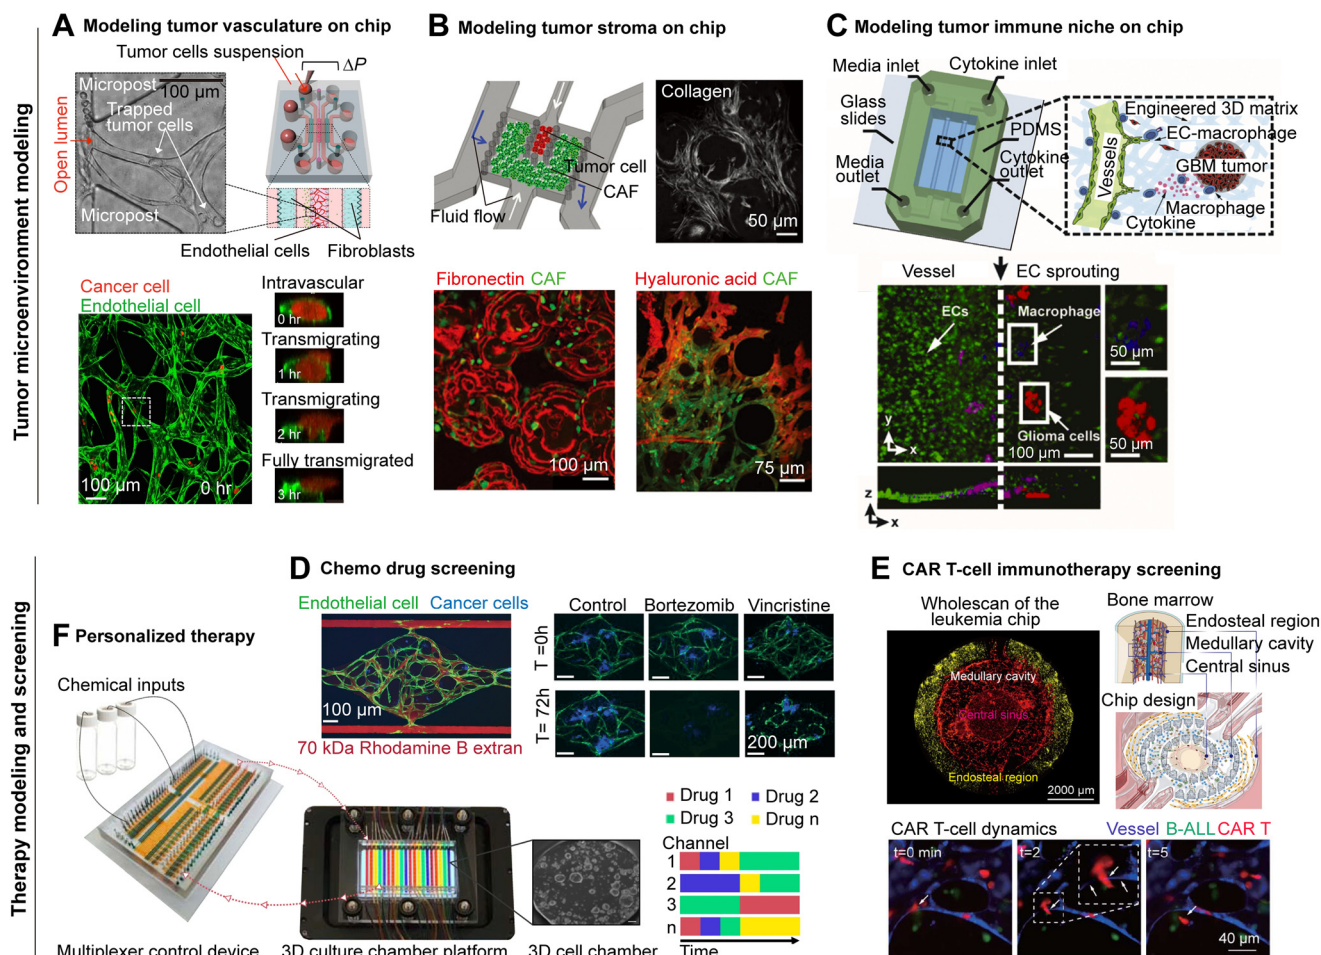 Tumor microenvironment modeling
A Modeling tumor vasculature on chip
Tumor cells suspension
ΔP
Micropost
100 μm
Trapped
tumor cells
Open lumen
Micropost
Endothelial cells
Fibroblasts
Cancer cell
Endothelial cell
100 μm
0 hr
Intravascular
0 hr
Transmigrating
1 hr
Transmigrating
2 hr
Fully transmigrated
3 hr
B Modeling tumor stroma on chip
Tumor cell
CAF
Fluid flow
Collagen
50 μm
Fibronectin CAF
100 μm
Hyaluronic acid CAF
75 μm
C Modeling tumor immune niche on chip
Media inlet
Cytokine inlet
Glass
slides
PDMS
Media
outlet
Cytokine
outlet
Engineered 3D matrix
EC-macrophage
Vessels
GBM tumor
Macrophage
Cytokine
Vessel
EC sprouting
ECs
Macrophage
Glioma cells
100 μm
y
x
50 μm
50 μm
z
x
Therapy modeling and screening
D Chemo drug screening
Endothelial cell Cancer cells
100 μm
70 kDa Rhodamine B extran
Control Bortezomib Vincristine
T =0h
T= 72h
200 μm
E CAR T-cell immunotherapy screening
Wholescan of the
leukemia chip
Medullary cavity
Central sinus
Endosteal region
2000 μm
Bone marrow
Endosteal region
Medullary cavity
Central sinus
Chip design
CAR T-cell dynamics
Vessel B-ALL CAR T
t=0 min
t=2
t=5
40 μm
F Personalized therapy
Chemical inputs
Multiplexer control device
3D culture chamber platform
3D cell chamber
Drug 1 Drug 2
Drug 3 Drug n
Channel
1
2
3
n
Time